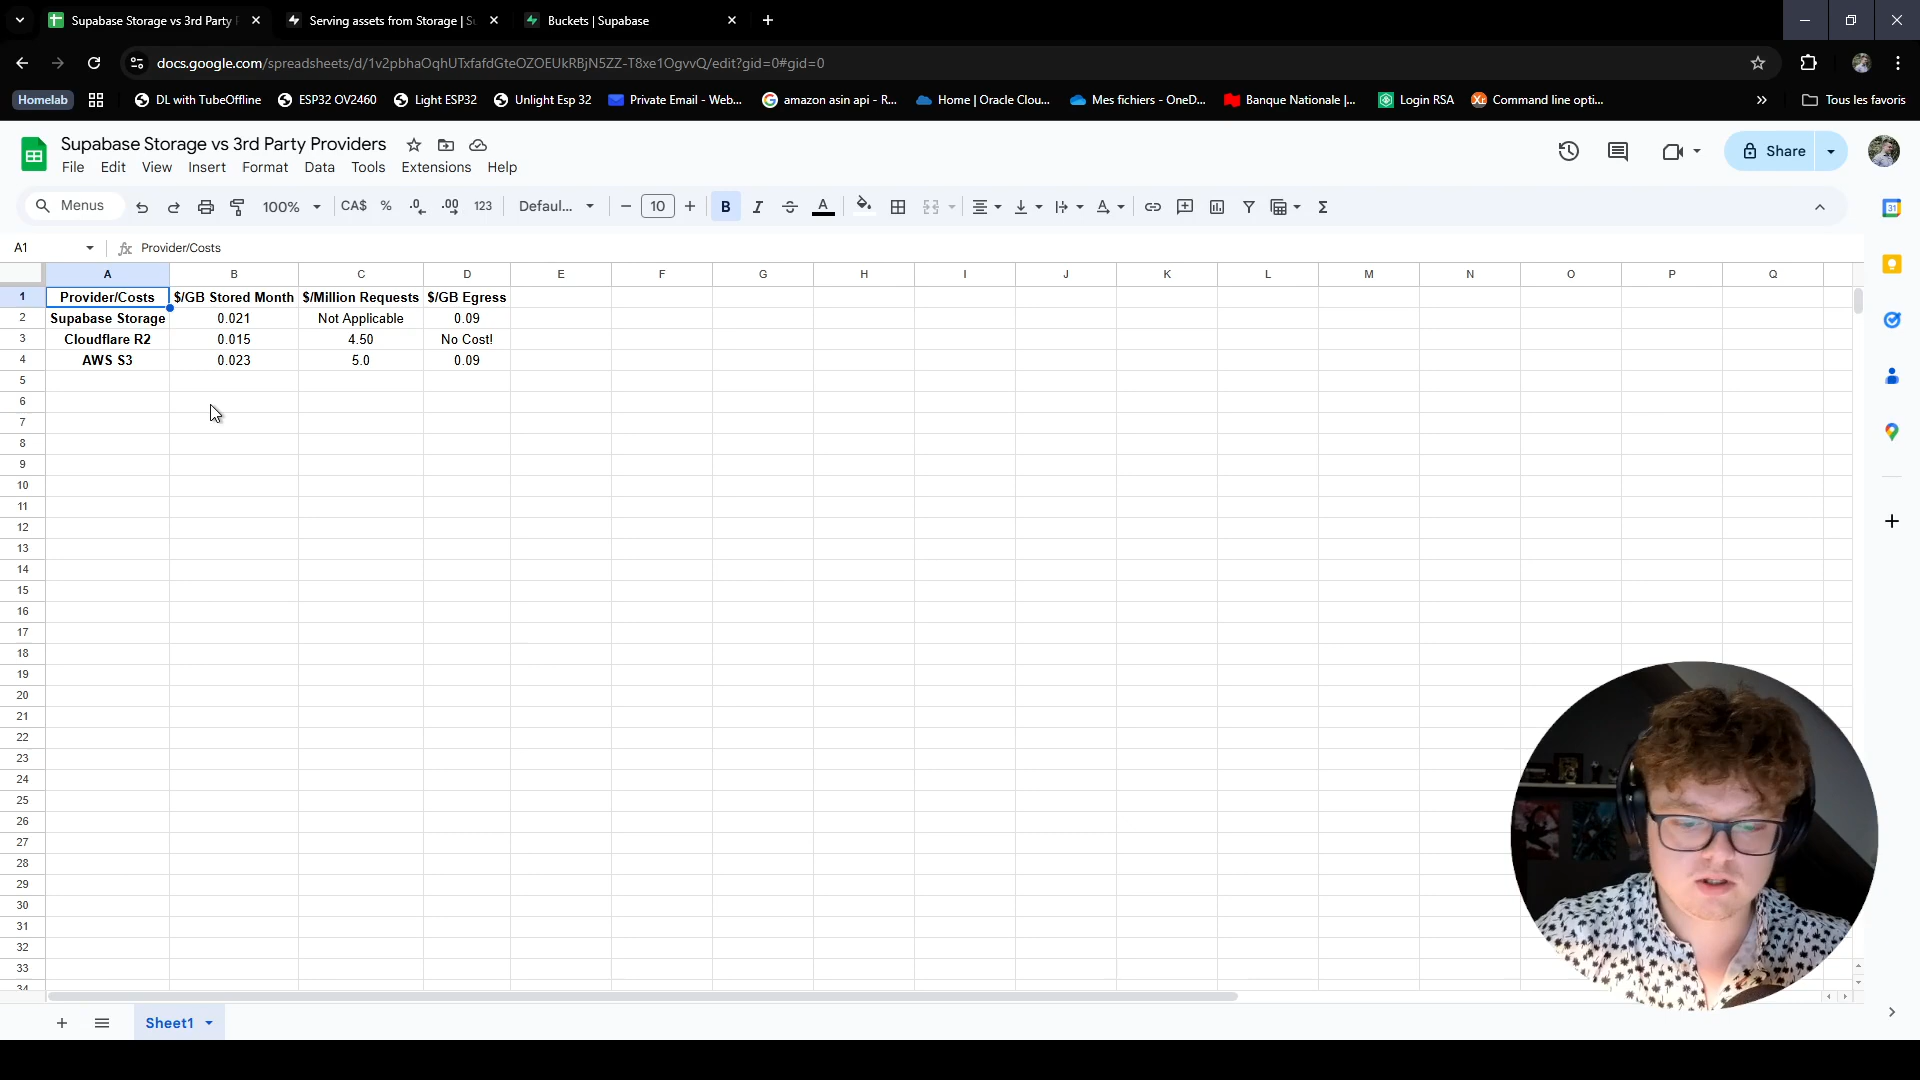 Supabase Storage vs 3rd Party
Serving assets from Storage | Su
Buckets | Supabase
docs.google.com/spreadsheets/d/1v2pbhaOqhUTxfafdGteOZOEUkRBjN5ZZ-T8xe1OgvvQ/edit?gid=0#gid=0
Homelab
DL with TubeOffline
ESP32 OV2460
Light ESP32
Unlight Esp 32
Private Email - Web...
amazon asin api - R...
Home | Oracle Clou...
Mes fichiers - OneD...
Banque Nationale |...
Login RSA
Command line opti...
Tous les favoris
Supabase Storage vs 3rd Party Providers
Share
File Edit View Insert Format Data Tools Extensions Help
Menus 100% CA$ % .0 .00 123 Defaul... 10 B I A
31
A1 Provider/Costs
A B C D E F G H I J K L M N O P Q
1 Provider/Costs $/GB Stored Month $/Million Requests $/GB Egress
2 Supabase Storage 0.021 Not Applicable 0.09
3 Cloudflare R2 0.015 4.50 No Cost!
4 AWS S3 0.023 5.0 0.09
5
6
7
8
9
10
11
12
13
14
15
16
17
18
19
20
21
22
23
24
25
26
27
28
29
30
31
32
33
34
Sheet1